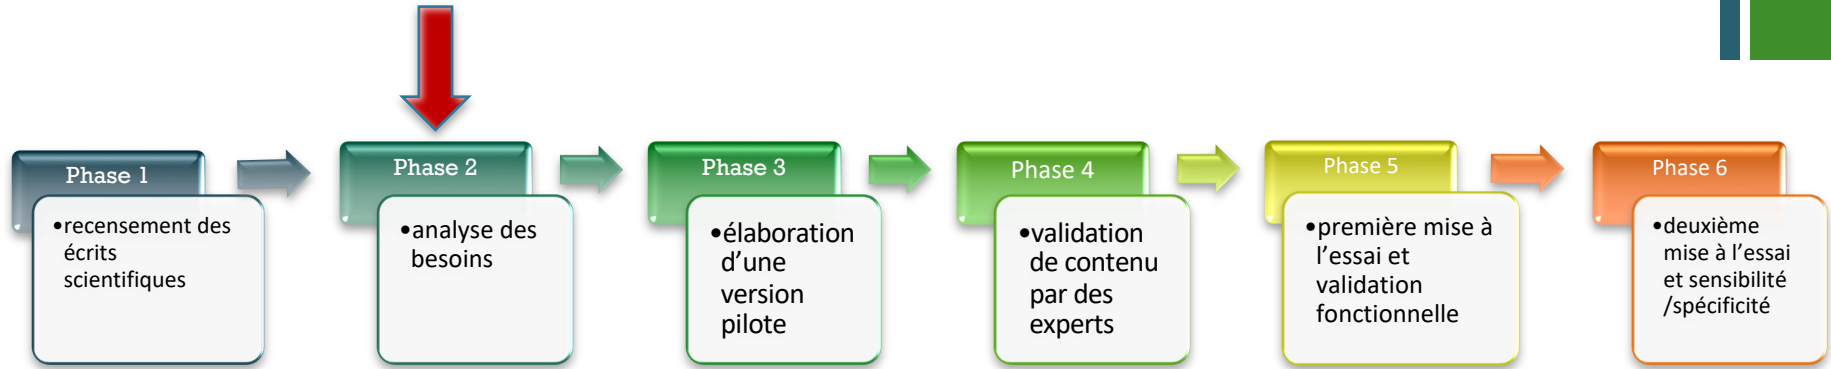 Phase 1
•recensement des
écrits
scientifiques
Phase 2
•analyse des
besoins
Phase 3
•élaboration
d’une
version
pilote
Phase 4
•validation
de contenu
par des
experts
Phase 5
•première mise à
l’essai et
validation
fonctionnelle
Phase 6
•deuxième
mise à l’essai
et sensibilité
/spécificité